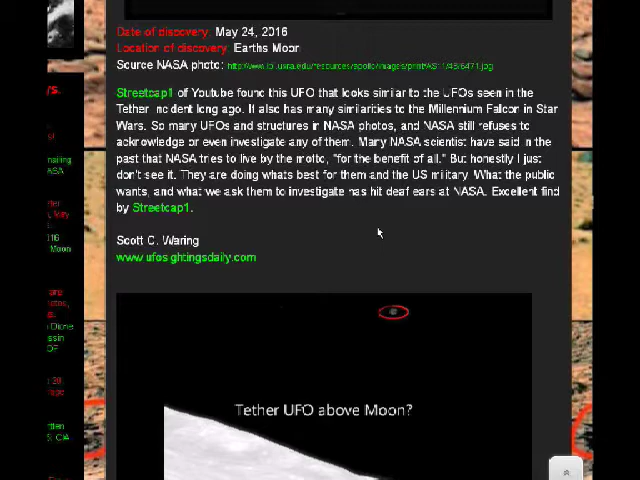 Date of discovery: May 24, 2016
Location of discovery: Earths Moon
Source NASA photo:
Streetcap1 of Youtube found this UFO that looks similar to the UFOs seen in the
Tether incident long ago. It also has many similarities to the Millennium Falcon in Star
Wars. So many UFOs and structures in NASA photos, and NASA still refuses to
acknowledge or even investigate any of them. Many NASA scientist have said in the
past that NASA tries to live by the motto, "for the benefit of all." But honestly I just
don't see it. They are doing whats best for them and the US military. What the public
wants, and what we ask them to investigate has hit deaf ears at NASA. Excellent find
by Streetcap1.
Scott C. Waring
www.ufosightingsdaily.com
Tether UFO above Moon?